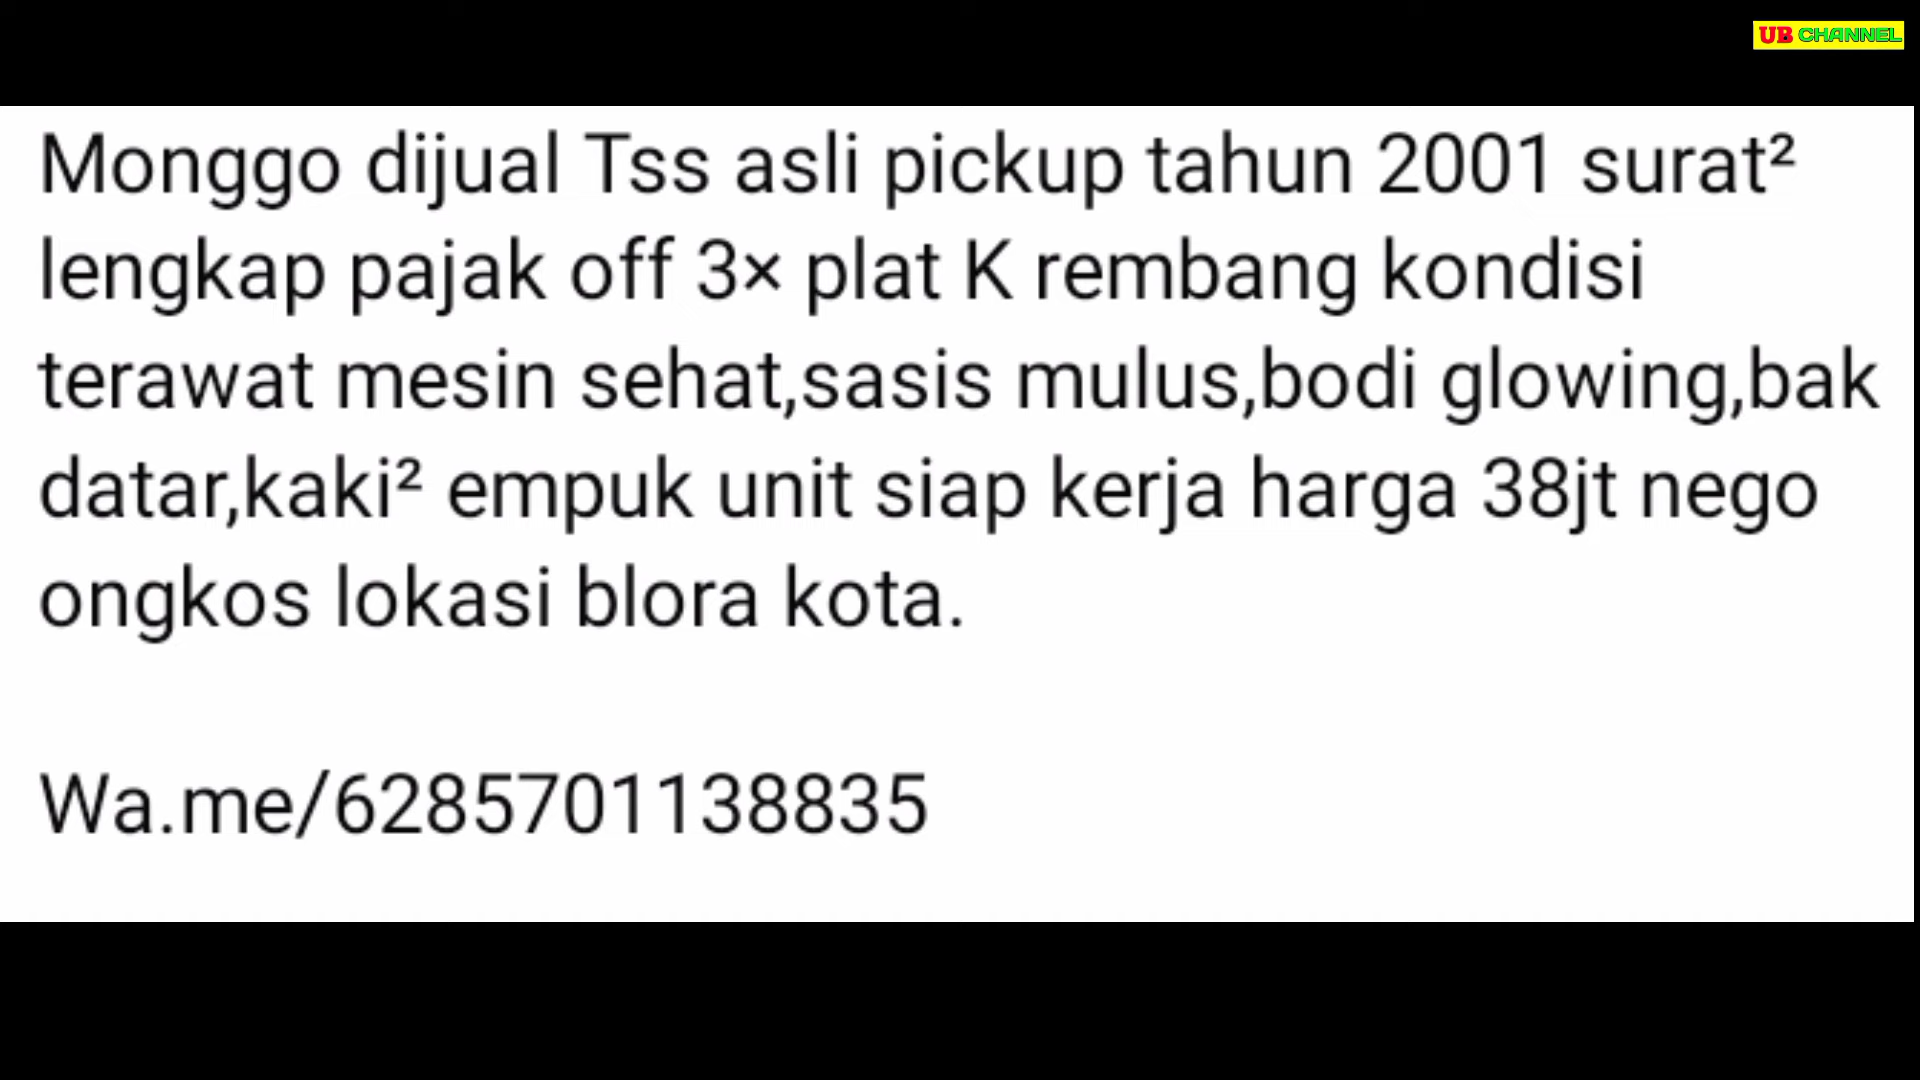 UB CHANNEL
Monggo dijual Tss asli pickup tahun 2001 surat²
lengkap pajak off 3× plat K rembang kondisi
terawat mesin sehat,sasis mulus,bodi glowing,bak
datar,kaki² empuk unit siap kerja harga 38jt nego
ongkos lokasi blora kota.
Wa.me/6285701138835